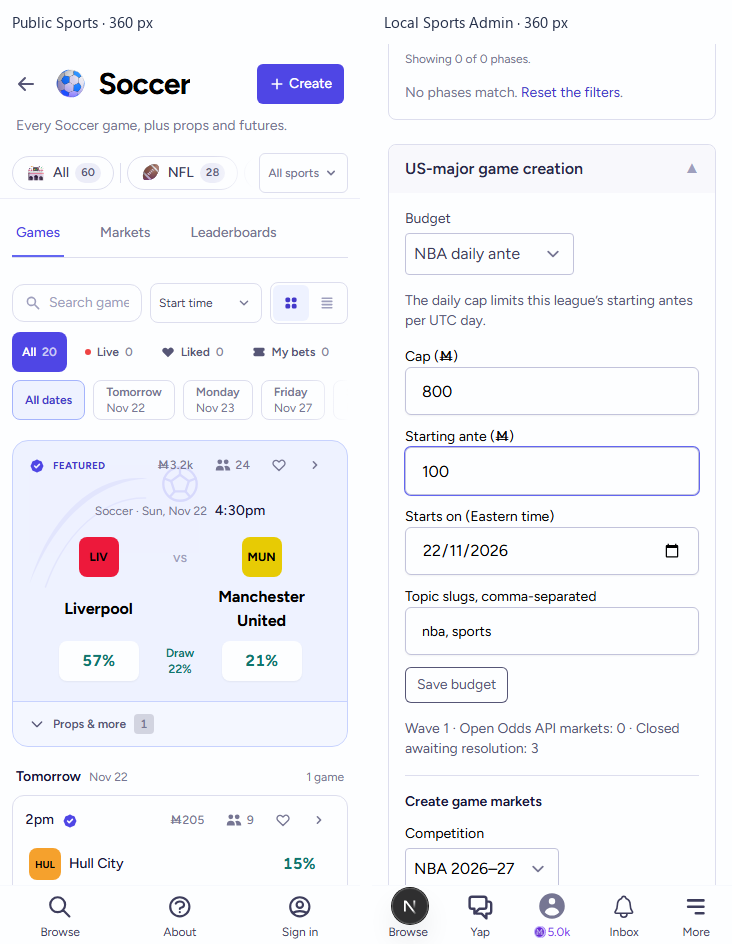 Public Sports · 360 px
Soccer
+ Create
Every Soccer game, plus props and futures.
All 60
NFL 28
All sports
Games Markets Leaderboards
Search game
Start time
All 20
Live 0
Liked 0
My bets 0
All dates
Tomorrow
Nov 22
Monday
Nov 23
Friday
Nov 27
FEATURED
M3.2k
24
Soccer · Sun, Nov 22 4:30pm
LIV
vs
MUN
Liverpool
Manchester
United
57%
Draw
22%
21%
Props & more 1
Tomorrow Nov 22
1 game
2pm
M205
9
HUL
Hull City
15%
Browse
About
Sign in
Local Sports Admin · 360 px
Showing 0 of 0 phases.
No phases match. Reset the filters.
US-major game creation
Budget
NBA daily ante
The daily cap limits this league's starting antes
per UTC day.
Cap (M)
800
Starting ante (M)
100
Starts on (Eastern time)
22/11/2026
Topic slugs, comma-separated
nba, sports
Save budget
Wave 1 · Open Odds API markets: 0 · Closed
awaiting resolution: 3
Create game markets
Competition
NBA 2026–27
N
Browse
Yap
M 5.0k
Inbox
More